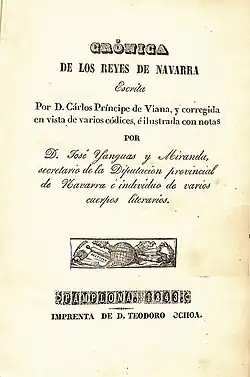 CRÓNICA
DE LOS REYES DE NAVARRA
Escrita
Por D. Cárlos Príncipe de Viana, y corregida
en vista de varios códices, é ilustrada con notas
POR
D. José Yanguas y Miranda,
secretario de la Diputacion provincial
de Navarra é individuo de varios
cuerpos literarios.
PAMPLONA: 1843:
IMPRENTA DE D. TEODORO OCHOA.